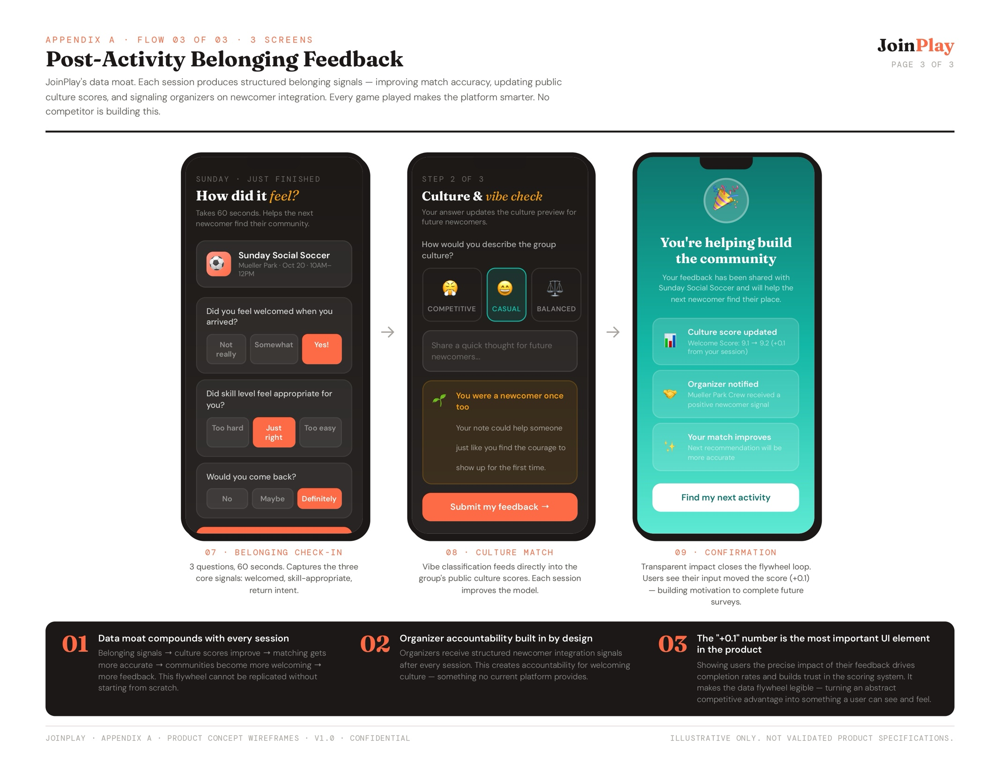 APPENDIX A · FLOW 03 OF 03 · 3 SCREENS
Post-Activity Belonging Feedback
JoinPlay's data moat. Each session produces structured belonging signals — improving match accuracy, updating public
culture scores, and signaling organizers on newcomer integration. Every game played makes the platform smarter. No
competitor is building this.
JoinPlay
PAGE 3 OF 3
SUNDAY · JUST FINISHED
How did it feel?
Takes 60 seconds. Helps the next
newcomer find their community.
Sunday Social Soccer
Mueller Park · Oct 20 · 10AM–
12PM
Did you feel welcomed when you
arrived?
Not
really
Somewhat
Yes!
Did skill level feel appropriate for
you?
Too hard
Just
right
Too easy
Would you come back?
No
Maybe
Definitely
07 · BELONGING CHECK-IN
3 questions, 60 seconds. Captures the three
core signals: welcomed, skill-appropriate,
return intent.
→
STEP 2 OF 3
Culture & vibe check
Your answer updates the culture preview for
future newcomers.
How would you describe the group
culture?
COMPETITIVE
CASUAL
BALANCED
Share a quick thought for future
newcomers...
You were a newcomer once
too
Your note could help someone
just like you find the courage to
show up for the first time.
Submit my feedback →
08 · CULTURE MATCH
Vibe classification feeds directly into the
group's public culture scores. Each session
improves the model.
→
You're helping build
the community
Your feedback has been shared with
Sunday Social Soccer and will help the
next newcomer find their place.
Culture score updated
Welcome Score: 9.1 → 9.2 (+0.1
from your session)
Organizer notified
Mueller Park Crew received a
positive newcomer signal
Your match improves
Next recommendation will be
more accurate
Find my next activity
09 · CONFIRMATION
Transparent impact closes the flywheel loop.
Users see their input moved the score (+0.1)
— building motivation to complete future
surveys.
01
Data moat compounds with every session
Belonging signals → culture scores improve → matching gets
more accurate → communities become more welcoming →
more feedback. This flywheel cannot be replicated without
starting from scratch.
02
Organizer accountability built in by design
Organizers receive structured newcomer integration signals
after every session. This creates accountability for welcoming
culture — something no current platform provides.
03
The "+0.1" number is the most important UI element
in the product
Showing users the precise impact of their feedback drives
completion rates and builds trust in the scoring system. It
makes the data flywheel legible — turning an abstract
competitive advantage into something a user can see and feel.
JOINPLAY · APPENDIX A · PRODUCT CONCEPT WIREFRAMES · V1.0 · CONFIDENTIAL
ILLUSTRATIVE ONLY. NOT VALIDATED PRODUCT SPECIFICATIONS.